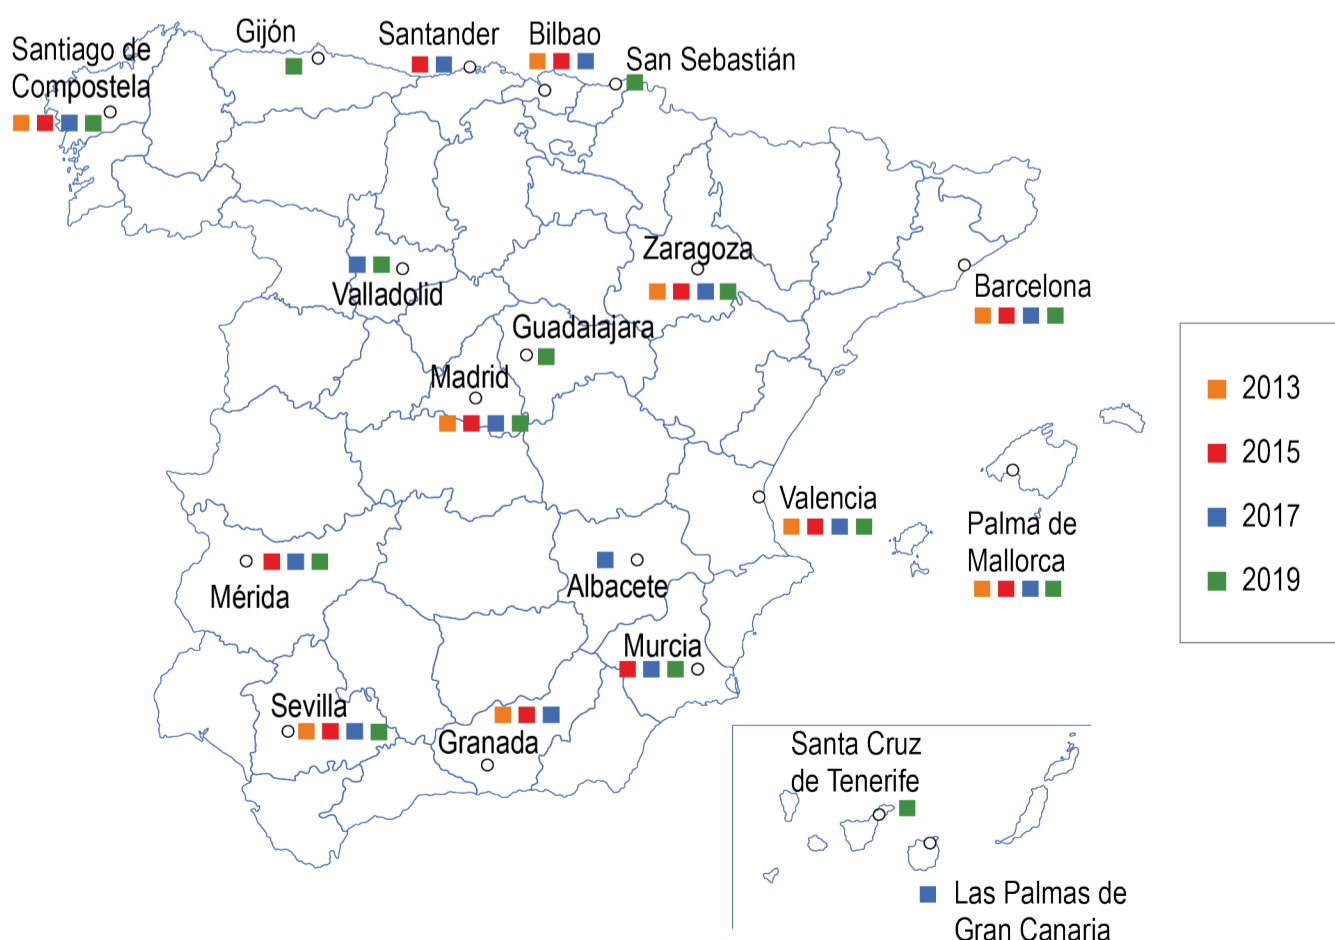 Gijón
Santander
Bilbao
Santiago de
Compostela
San Sebastián
Zaragoza
Valladolid
Barcelona
Guadalajara
Madrid
2013
2015
2017
2019
Valencia
Palma de
Mallorca
Mérida
Albacete
Murcia
Sevilla
Granada
Santa Cruz
de Tenerife
Las Palmas de
Gran Canaria